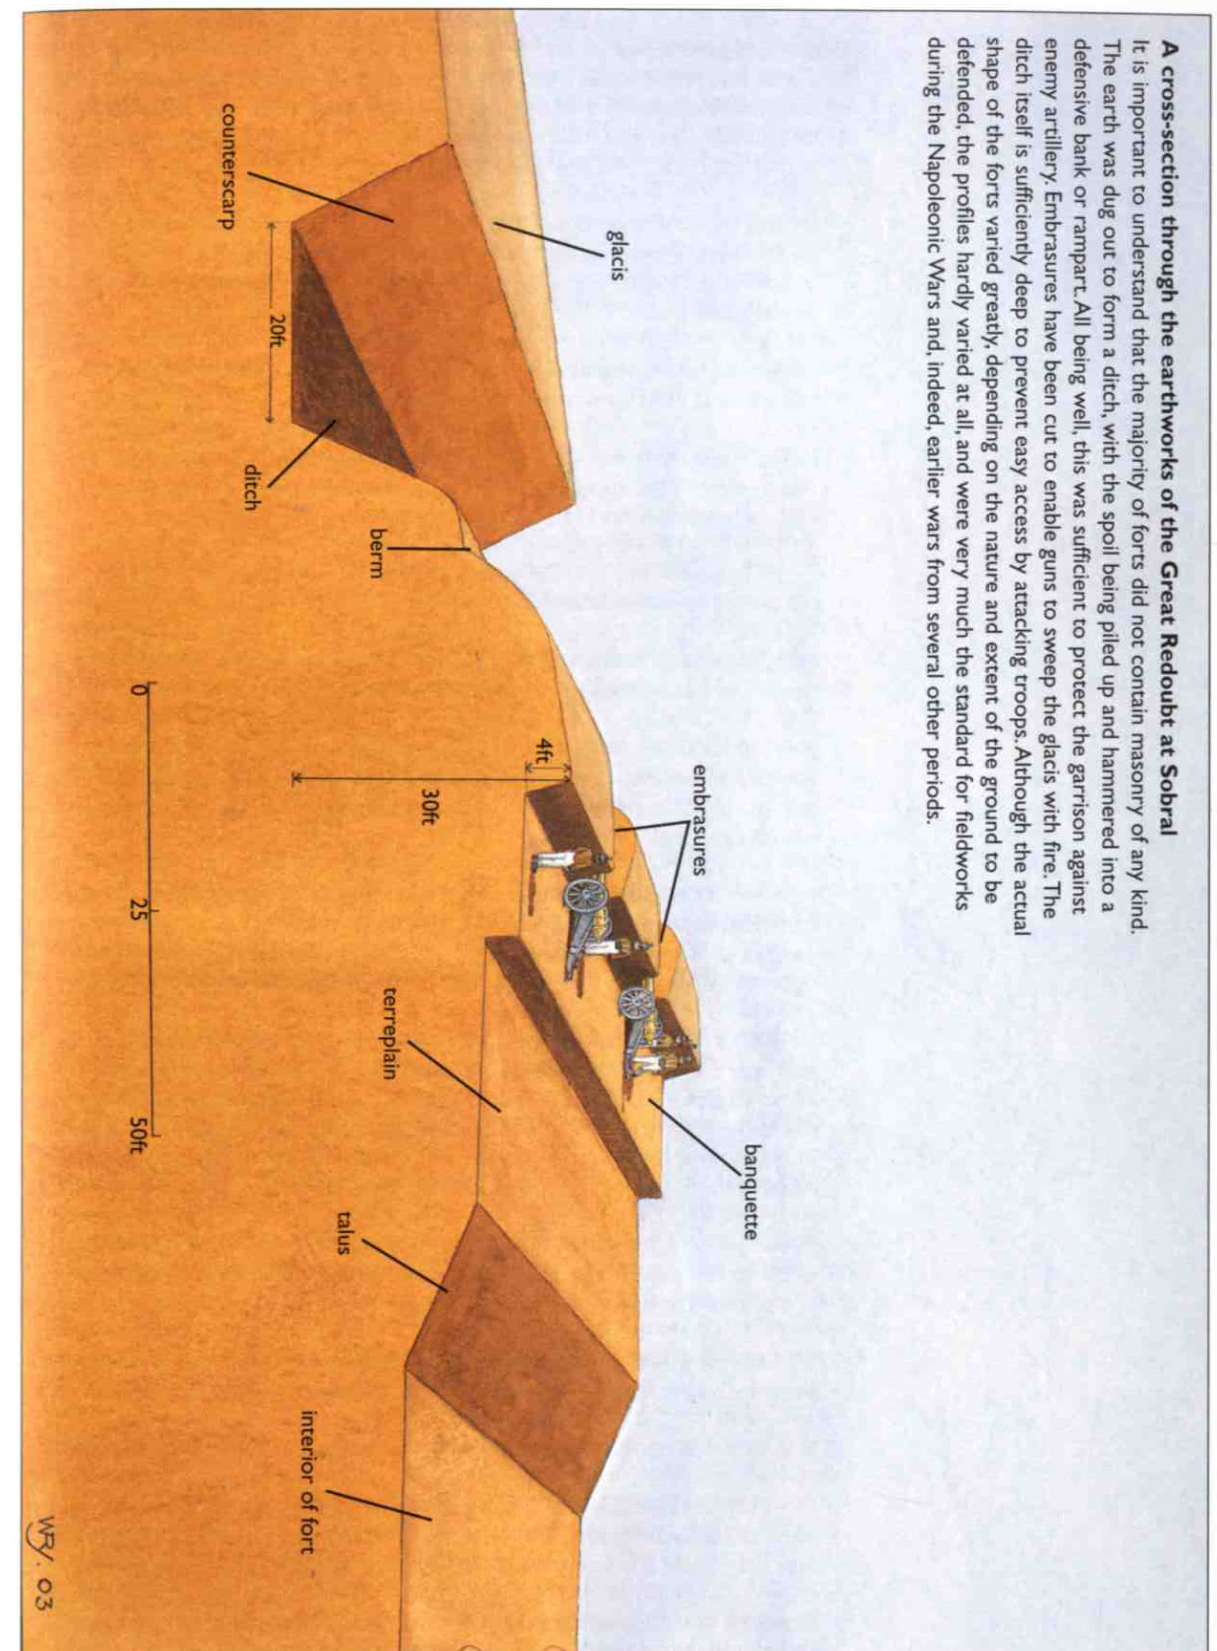 A cross-section through the earthworks of the Great Redoubt at Sobral
It is important to understand that the majority of forts did not contain masonry of any kind.
The earth was dug out to form a ditch, with the spoil being piled up and hammered into a
defensive bank or rampart. All being well, this was sufficient to protect the garrison against
enemy artillery. Embrasures have been cut to enable guns to sweep the glacis with fire. The
ditch itself is sufficiently deep to prevent easy access by attacking troops. Although the actual
shape of the forts varied greatly, depending on the nature and extent of the ground to be
defended, the profiles hardly varied at all, and were very much the standard for fieldworks
during the Napoleonic Wars and, indeed, earlier wars from several other periods.
embrasures
banquette
glacis
4ft
30ft
berm
terreplain
talus
counterscarp
20ft
ditch
interior of fort
0
25
50ft
WRy. 03